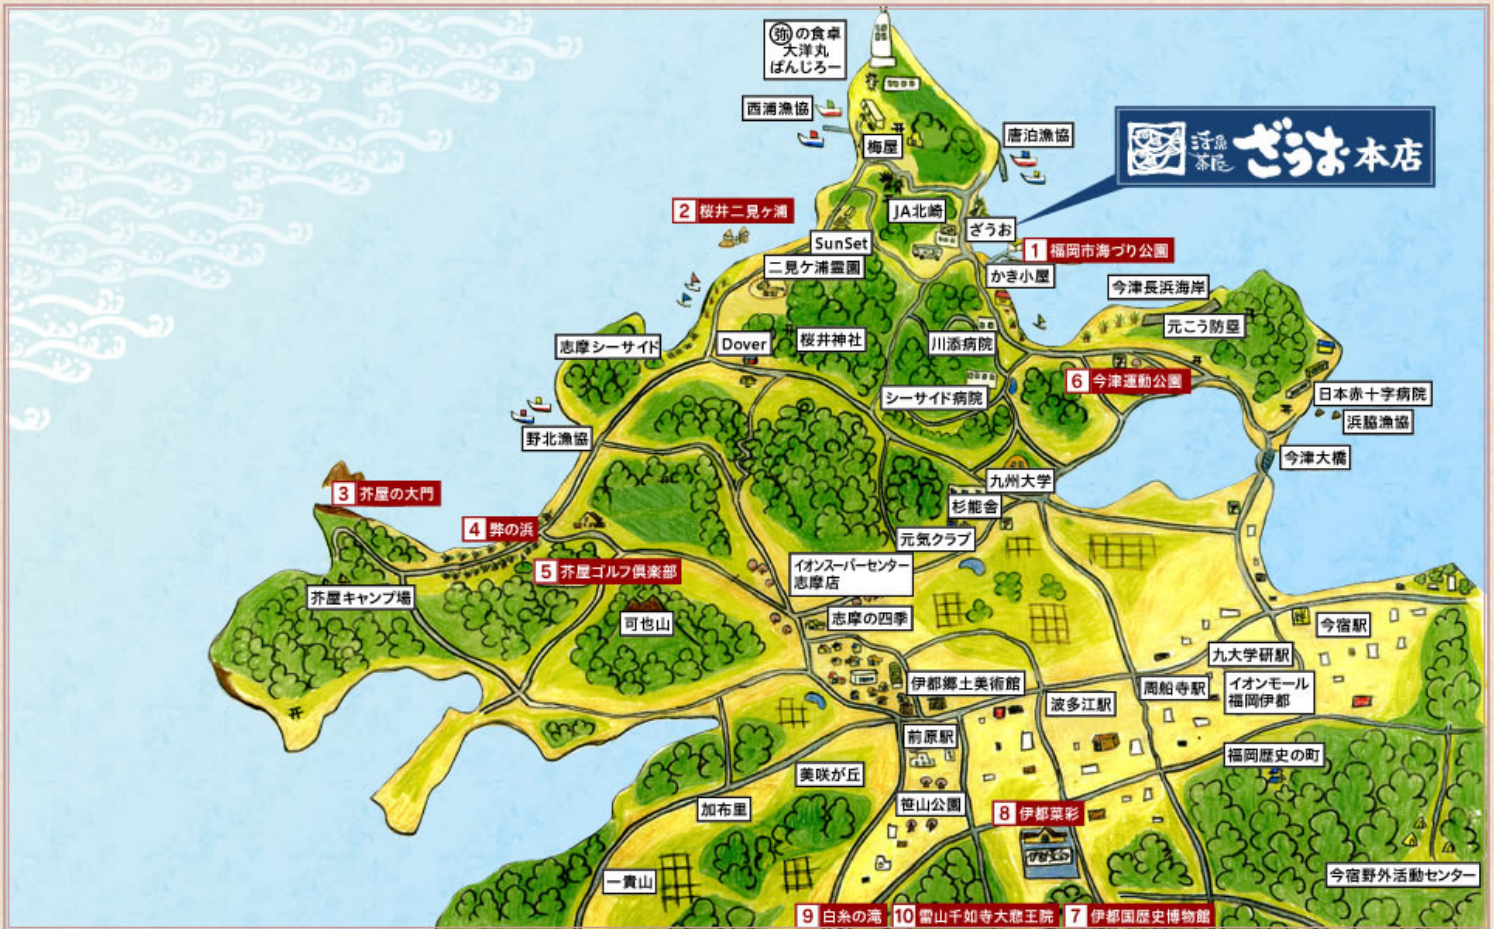 弥の食卓
大洋丸
ばんじろー
西浦漁協
唐泊漁協
梅屋
活魚茶屋 ざうお本店
2 桜井二見ヶ浦
JA北崎
ざうお
SunSet
1 福岡市海づり公園
二見ケ浦霊園
かき小屋
今津長浜海岸
元こう防塁
志摩シーサイド
Dover
桜井神社
川添病院
6 今津運動公園
シーサイド病院
日本赤十字病院
浜脇漁協
野北漁協
今津大橋
九州大学
3 芥屋の大門
杉能舎
4 弊の浜
元気クラブ
5 芥屋ゴルフ倶楽部
イオンスーパーセンター
志摩店
芥屋キャンプ場
可也山
志摩の四季
今宿駅
九大学研駅
伊都郷土美術館
周船寺駅
イオンモール
福岡伊都
波多江駅
前原駅
福岡歴史の町
美咲が丘
加布里
笹山公園
8 伊都菜彩
一貴山
今宿野外活動センター
9 白糸の滝
10 雷山千如寺大悲王院
7 伊都国歴史博物館